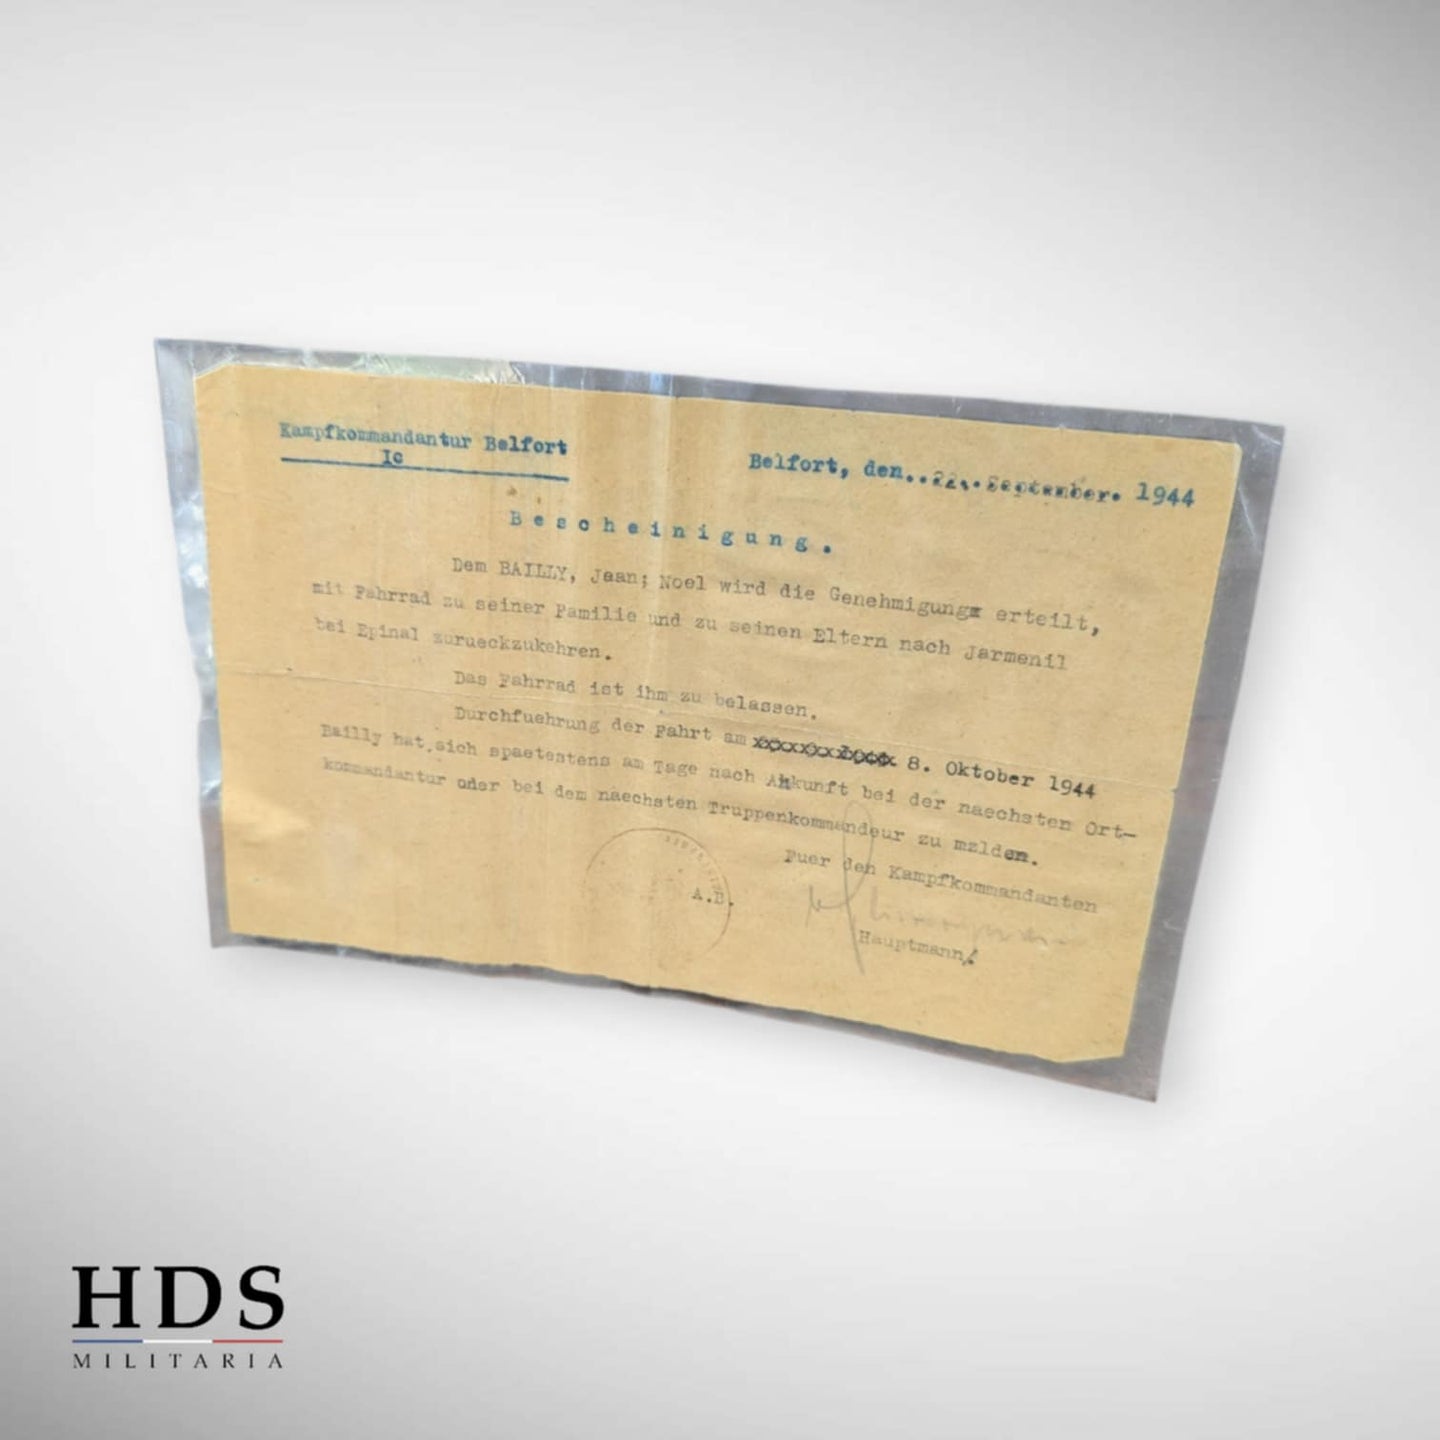 Kampfkommandantur Belfort
Ic
Belfort, den..22..September. 1944
Bescheinigung.
Dem BAILLY, Jean; Noel wird die Genehmigung erteilt,
mit Fahrrad zu seiner Familie und zu seinen Eltern nach Jarmenil
bei Epinal zurueckzukehren.
Das Fahrrad ist ihm zu belassen.
Durchfuehrung der Fahrt am 8. Oktober 1944
Bailly hat sich spaetestens am Tage nach Ankunft bei der naechsten Ort-
kommandantur oder bei dem naechsten Truppenkommandeur zu mzlden.
Fuer den Kampfkommandanten
A.B.
Hauptmann.
HDS
MILITARIA